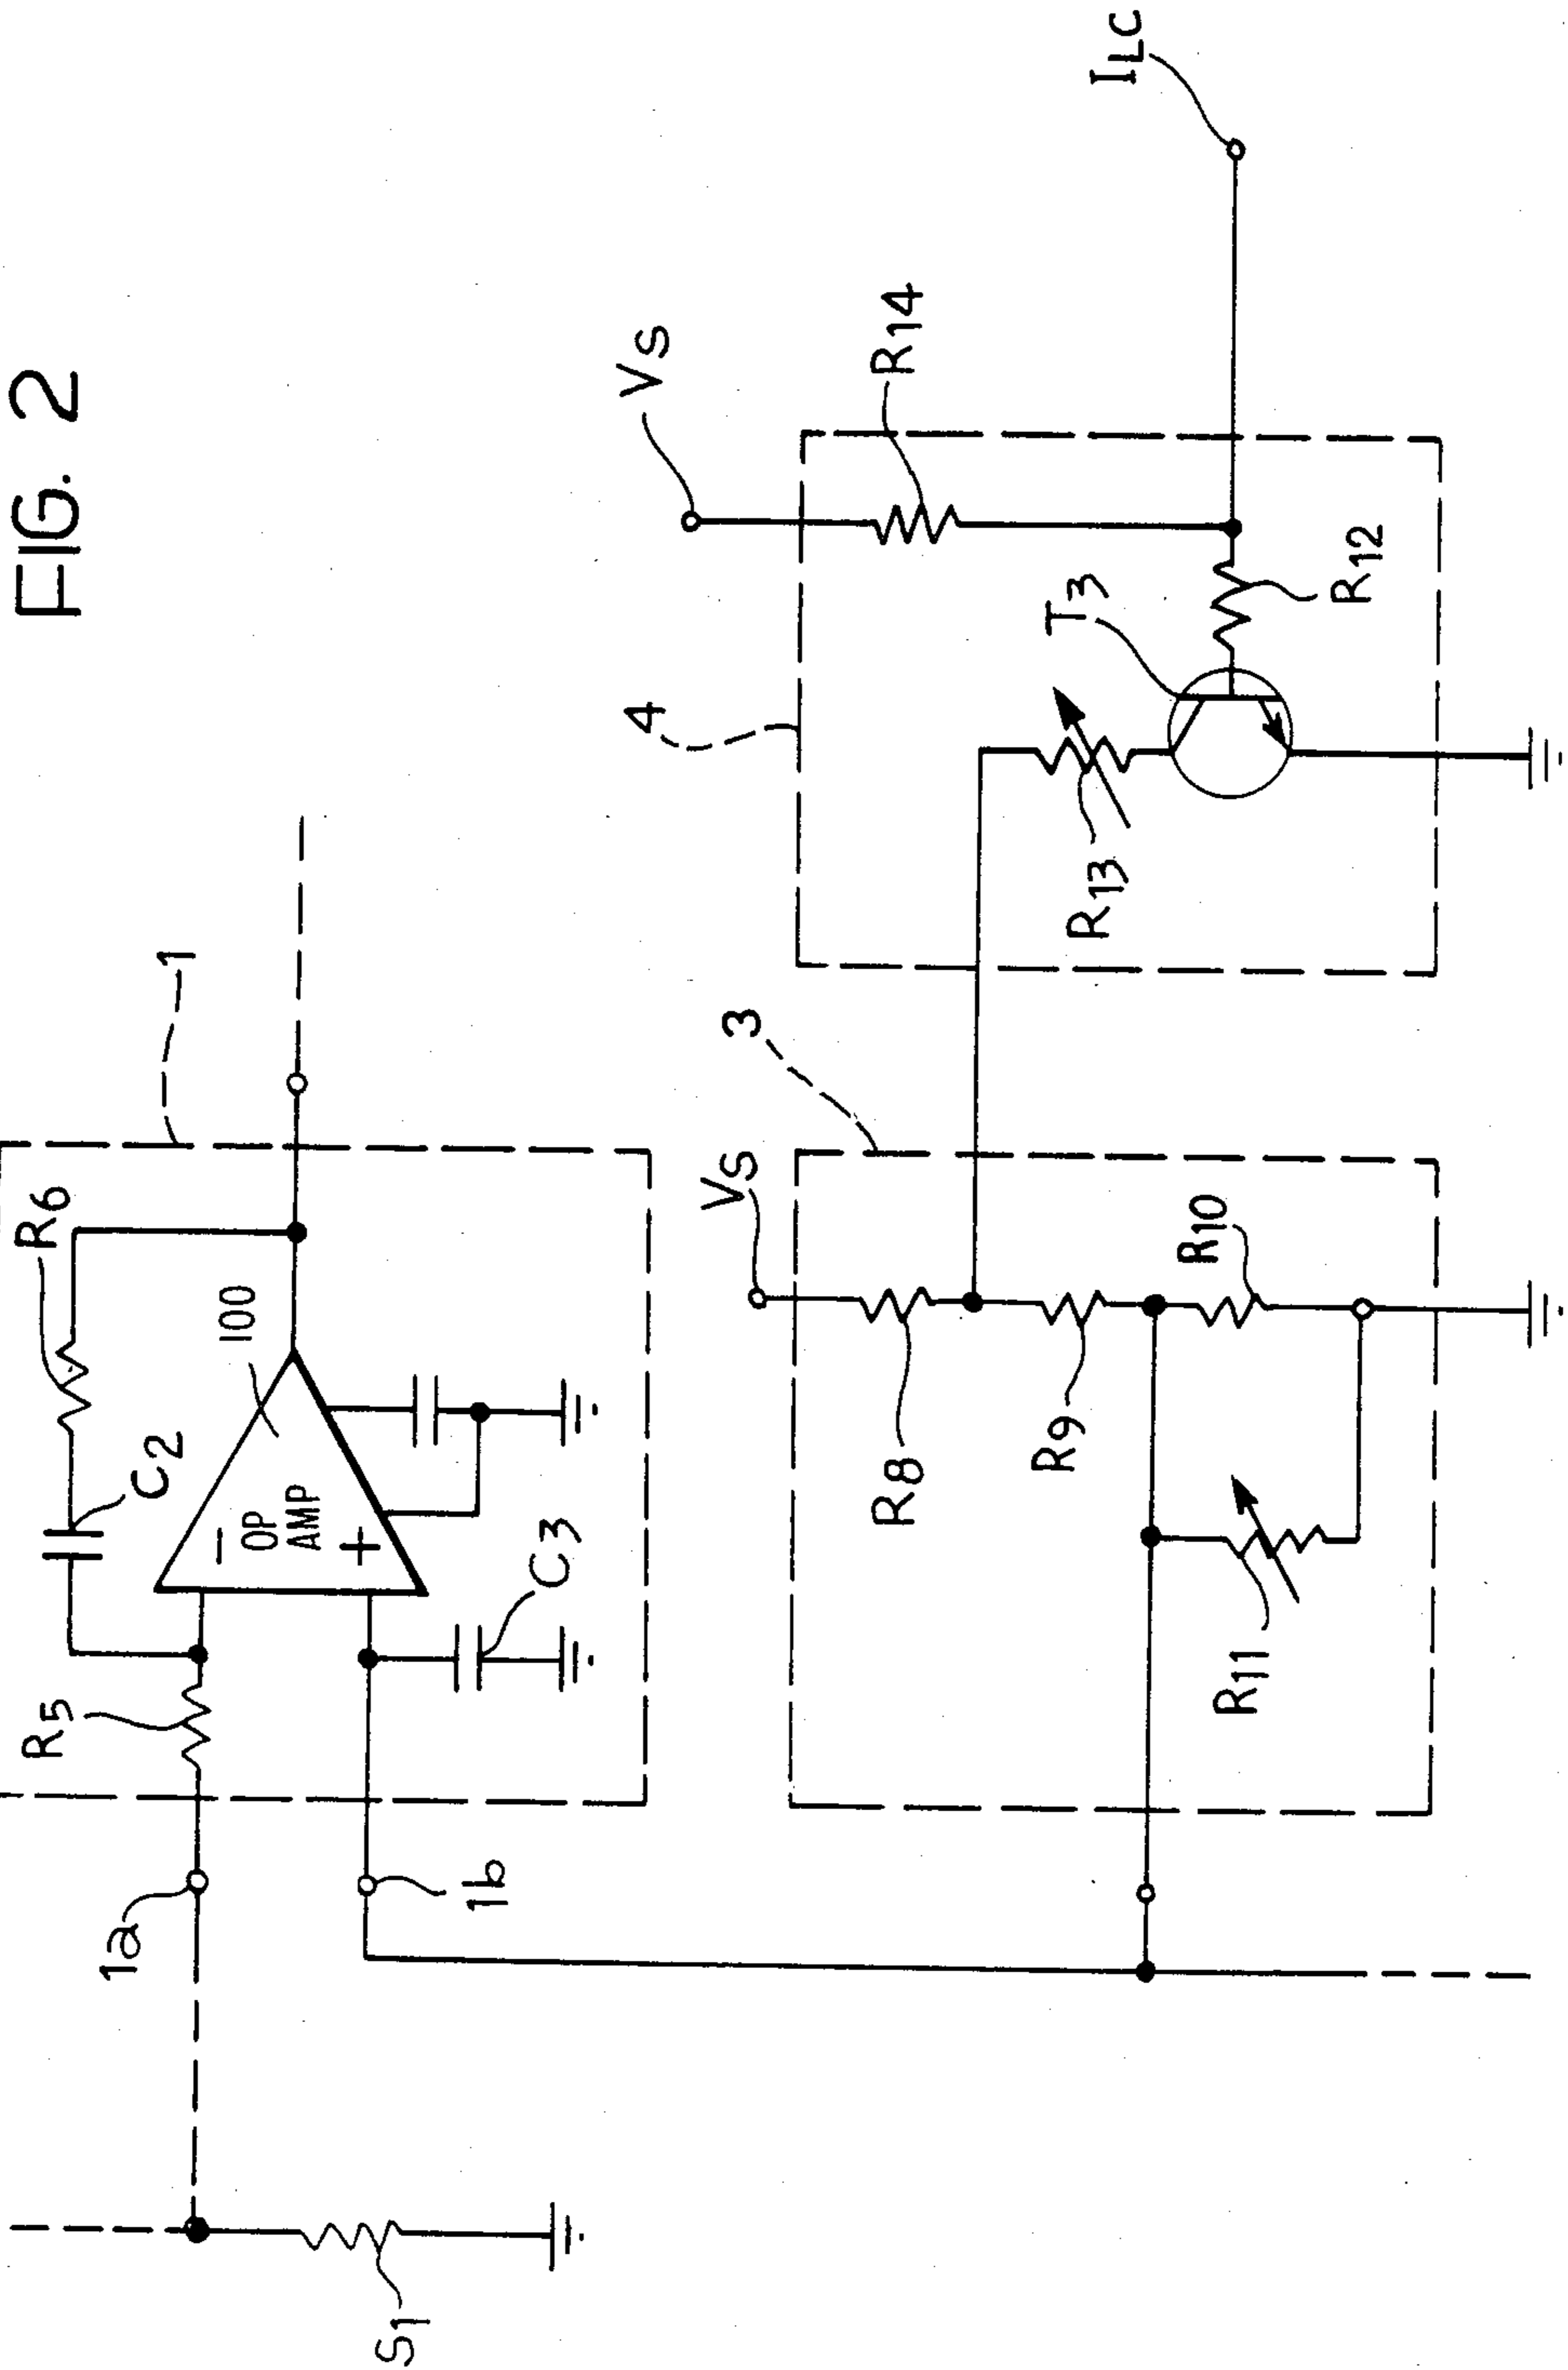 FIG. 2
1
R6
C2
R5
100
−
OP
AMP
+
C3
1a
1b
S1
3
VS
R8
R9
R10
R11
4
VS
R14
T3
R13
R12
ILC